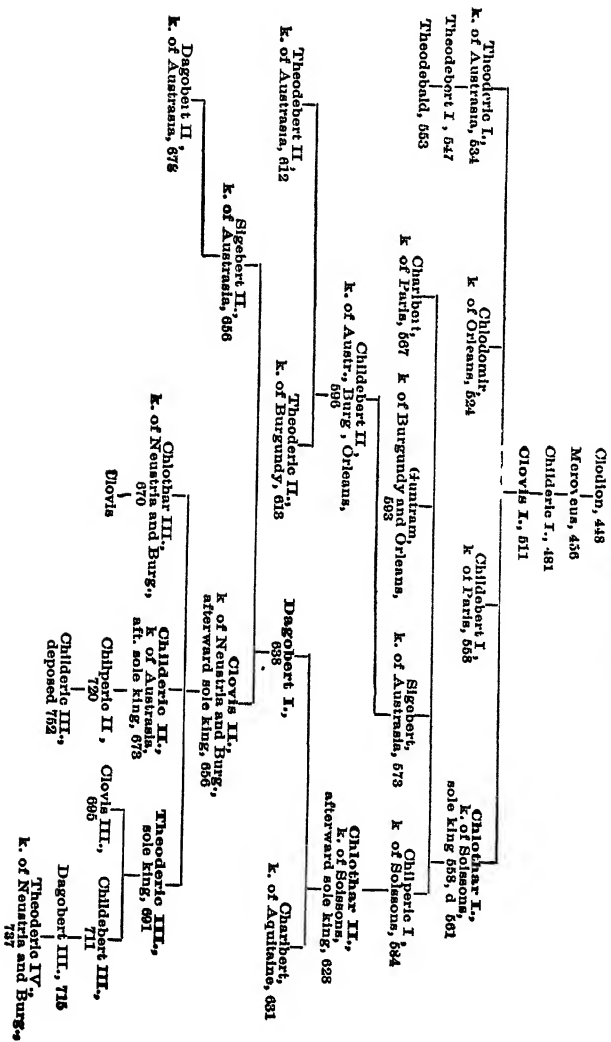 Clodion, 448
Meroveus, 456
Childeric I., 481
Clovis I., 511
Theoderic I.,
k. of Austrasia, 534
Theodebert I, 547
Theodebald, 553
Chlodomir,
k of Orleans, 524
Childebert I,
k of Paris, 558
Chlothar I.,
k. of Soissons,
sole king 558, d 561
Charibert,
k of Paris, 567
Guntram,
k of Burgundy and Orleans,
593
Sigebert,
k. of Austrasia, 573
Chilperic I,
k of Soissons, 584
Childebert II,
k. of Austr., Burg, Orleans,
596
Chlothar II.,
k. of Soissons,
afterward sole king, 628
Theodebert II,
k. of Austrasia, 612
Theoderic II.,
k. of Burgundy, 613
Dagobert I.,
638
Charibert,
k. of Aquitaine, 631
Sigebert II.,
k. of Austrasia, 656
Clovis II.,
k of Neustria and Burg.,
afterward sole king, 656
Dagobert II,
k. of Austrasia, 678
Chlothar III.,
k. of Neustria and Burg.,
670
Clovis
Childeric II.,
k of Austrasia,
aft. sole king, 673
Chilperic II,
720
Childeric III.,
deposed 752
Theoderic III.,
sole king, 691
Clovis III.,
695
Childebert III.,
711
Dagobert III., 715
Theoderic IV.,
k. of Neustria and Burg.,
737